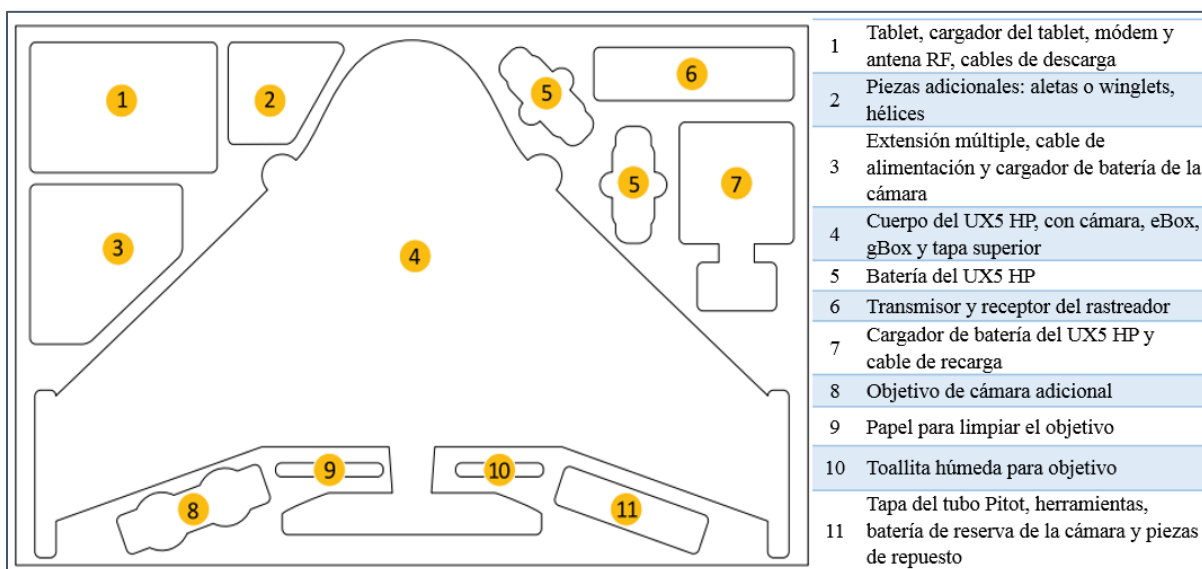 1
2
3
4
5
5
6
7
8
9
10
11
1 Tablet, cargador del tablet, módem y
antena RF, cables de descarga
2 Piezas adicionales: aletas o winglets,
hélices
3 Extensión múltiple, cable de
alimentación y cargador de batería de la
cámara
4 Cuerpo del UX5 HP, con cámara, eBox,
gBox y tapa superior
5 Batería del UX5 HP
6 Transmisor y receptor del rastreador
7 Cargador de batería del UX5 HP y
cable de recarga
8 Objetivo de cámara adicional
9 Papel para limpiar el objetivo
10 Toallita húmeda para objetivo
11 Tapa del tubo Pitot, herramientas,
batería de reserva de la cámara y piezas
de repuesto